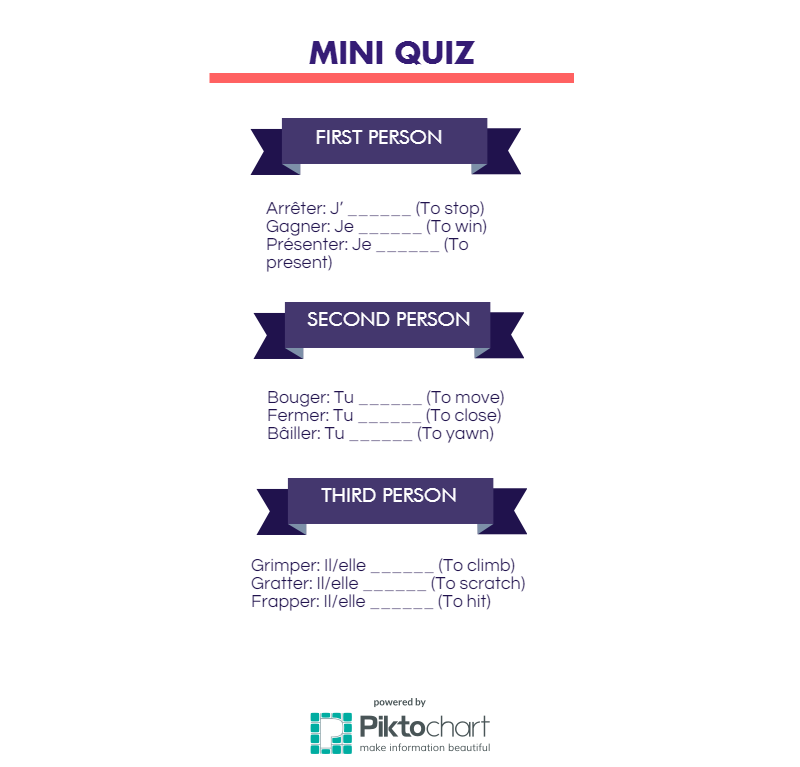 MINI QUIZ
FIRST PERSON
Arrêter: J’ ______ (To stop)
Gagner: Je ______ (To win)
Présenter: Je ______ (To
present)
SECOND PERSON
Bouger: Tu ______ (To move)
Fermer: Tu ______ (To close)
Bâiller: Tu ______ (To yawn)
THIRD PERSON
Grimper: Il/elle ______ (To climb)
Gratter: Il/elle ______ (To scratch)
Frapper: Il/elle ______ (To hit)
powered by
Piktochart
make information beautiful